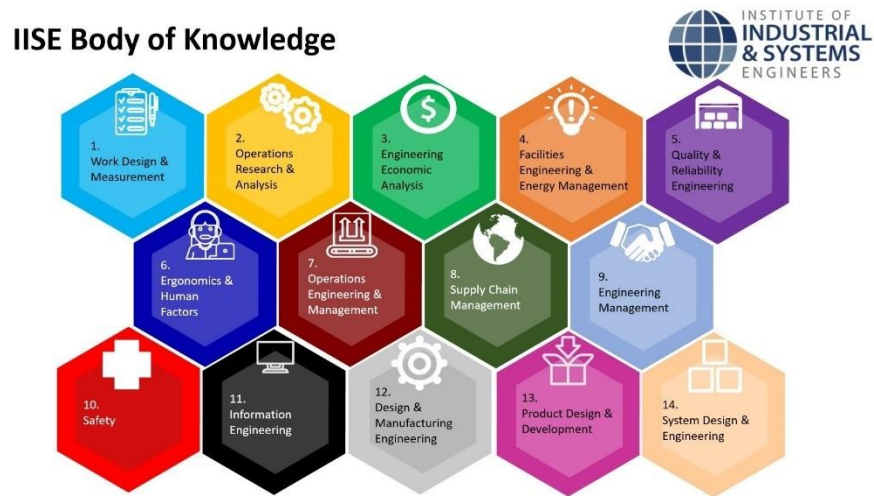 IISE Body of Knowledge
INSTITUTE OF
INDUSTRIAL
& SYSTEMS
ENGINEERS
1.
Work Design &
Measurement
2.
Operations
Research &
Analysis
$
3.
Engineering
Economic
Analysis
4.
Facilities
Engineering &
Energy Management
5.
Quality &
Reliability
Engineering
6.
Ergonomics &
Human
Factors
7.
Operations
Engineering &
Management
8.
Supply Chain
Management
9.
Engineering
Management
10.
Safety
11.
Information
Engineering
12.
Design &
Manufacturing
Engineering
13.
Product Design &
Development
14.
System Design &
Engineering